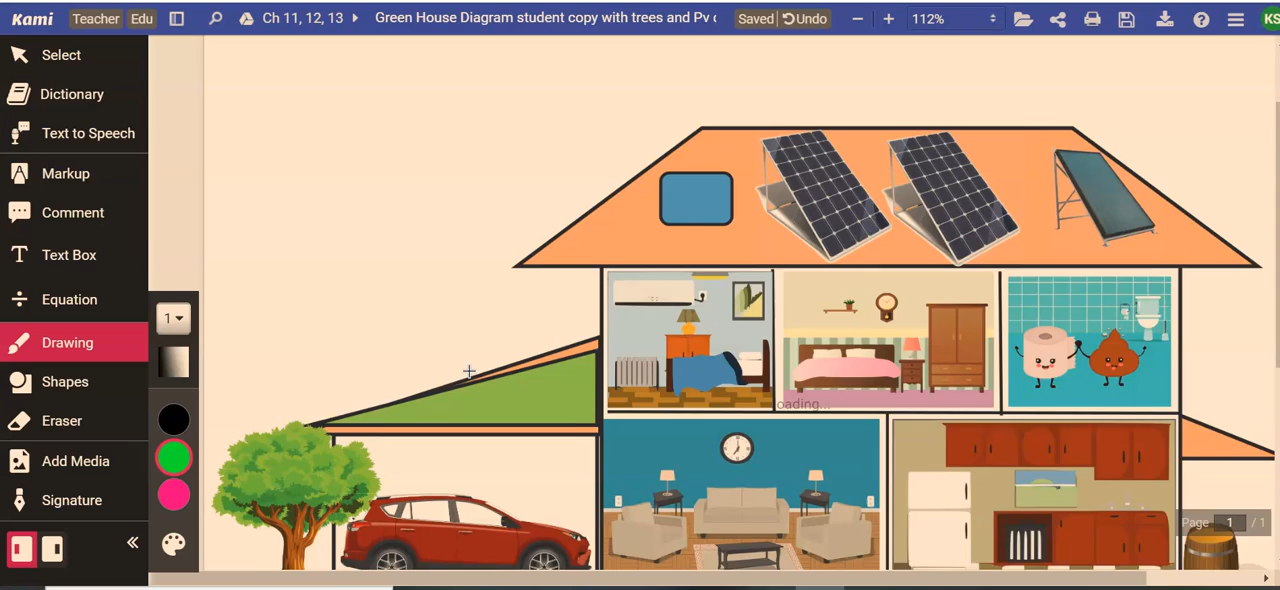 Kami Teacher Edu Ch 11, 12, 13 Green House Diagram student copy with trees and Pv Saved Undo 112% KS
Select
Dictionary
Text to Speech
Markup
Comment
Text Box
Equation
1
Drawing
Shapes
oading...
Eraser
Add Media
Signature
Page 1 / 1